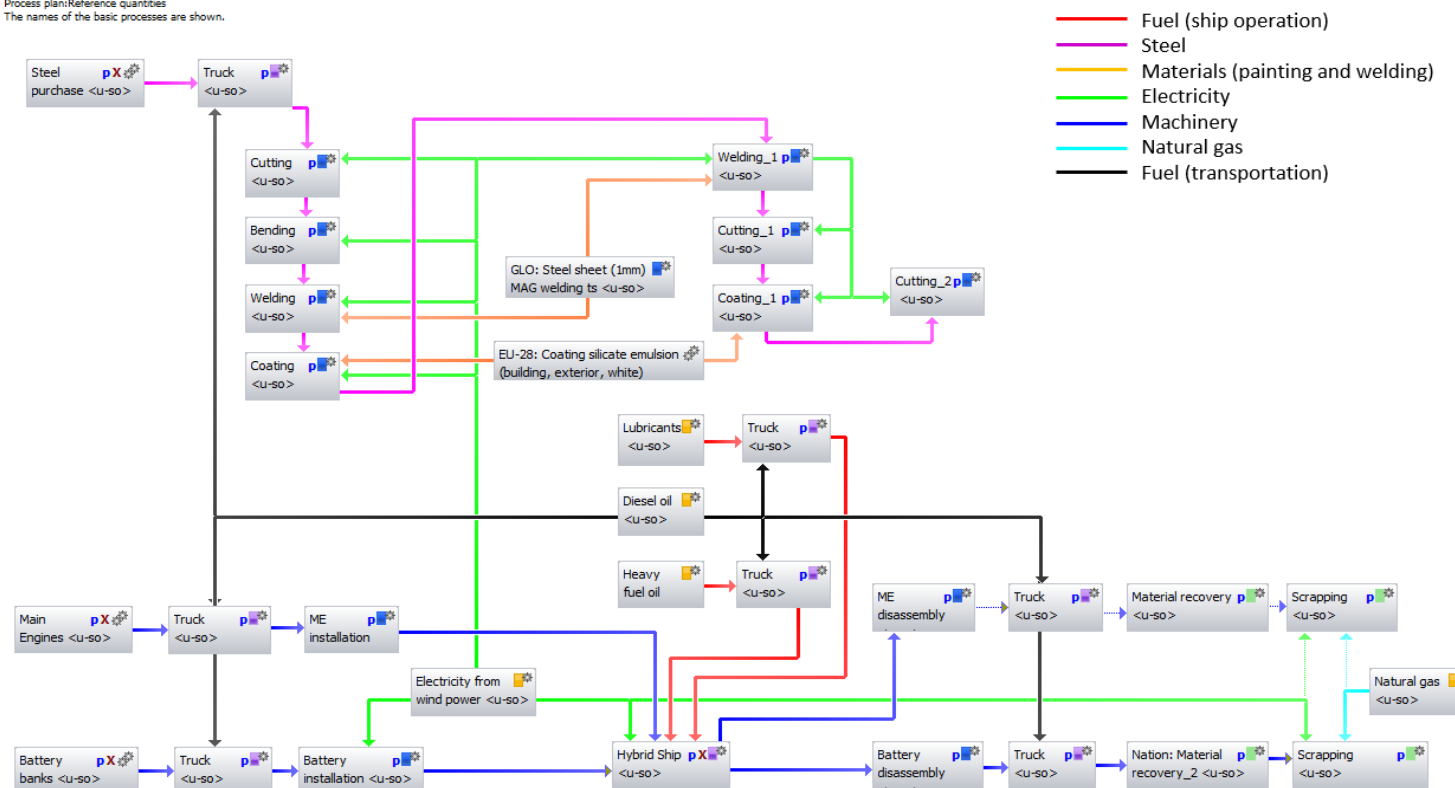 Process plan:Reference quantities
The names of the basic processes are shown.
Fuel (ship operation)
Steel
Materials (painting and welding)
Electricity
Machinery
Natural gas
Fuel (transportation)
Steel pX
purchase <u-so>
Truck p
<u-so>
Cutting p
<u-so>
Bending p
<u-so>
Welding p
<u-so>
Coating p
<u-so>
Welding_1 p
<u-so>
Cutting_1 p
<u-so>
Coating_1 p
<u-so>
Cutting_2 p
<u-so>
GLO: Steel sheet (1mm)
MAG welding ts <u-so>
EU-28: Coating silicate emulsion
(building, exterior, white)
Lubricants
<u-so>
Truck p
<u-so>
Diesel oil
<u-so>
Heavy
fuel oil
Truck p
<u-so>
Main pX
Engines <u-so>
Truck p
<u-so>
ME p
installation
ME p
disassembly
Truck p
<u-so>
Material recovery p
<u-so>
Scrapping p
<u-so>
Electricity from
wind power <u-so>
Natural gas
<u-so>
Battery pX
banks <u-so>
Truck p
<u-so>
Battery p
installation <u-so>
Hybrid Ship pX
<u-so>
Battery p
disassembly
Truck p
<u-so>
Nation: Material p
recovery_2 <u-so>
Scrapping p
<u-so>